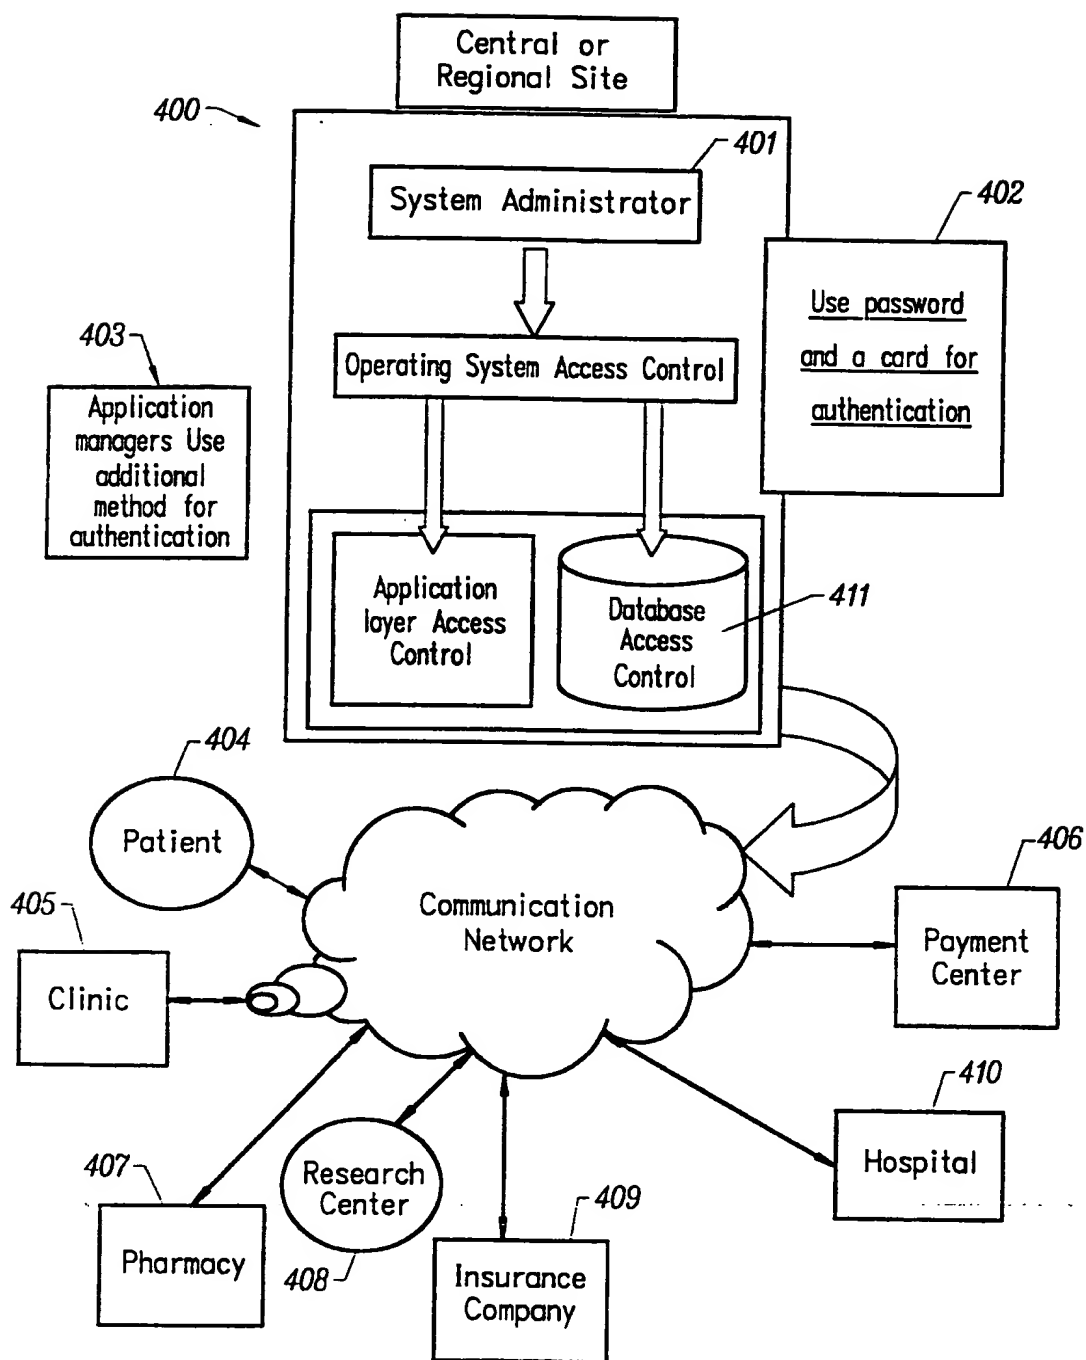 Central or
Regional Site
400
401
System Administrator
402
Use password
and a card for
authentication
Operating System Access Control
403
Application
managers Use
additional
method for
authentication
Application
layer Access
Control
Database
Access
Control
411
404
Patient
405
Clinic
Communication
Network
406
Payment
Center
410
Hospital
407
Pharmacy
Research
Center
408
409
Insurance
Company